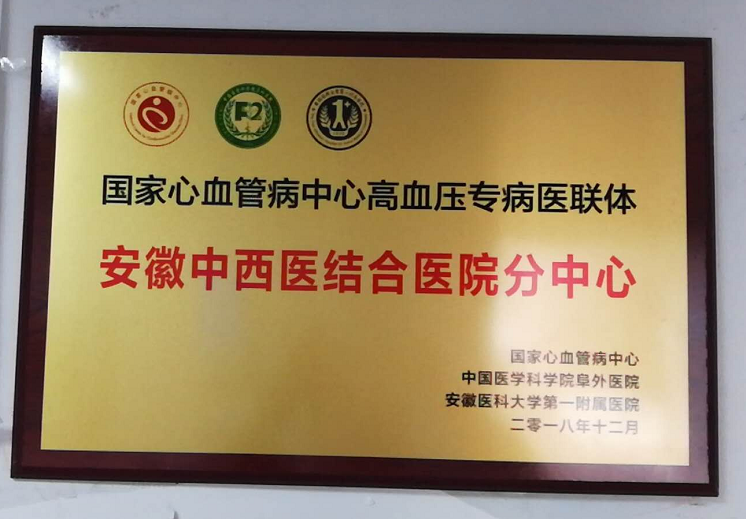 国家心血管病中心高血压专病医联体
安徽中西医结合医院分中心
国家心血管病中心
中国医学科学院阜外医院
安徽医科大学第一附属医院
二零一八年十二月